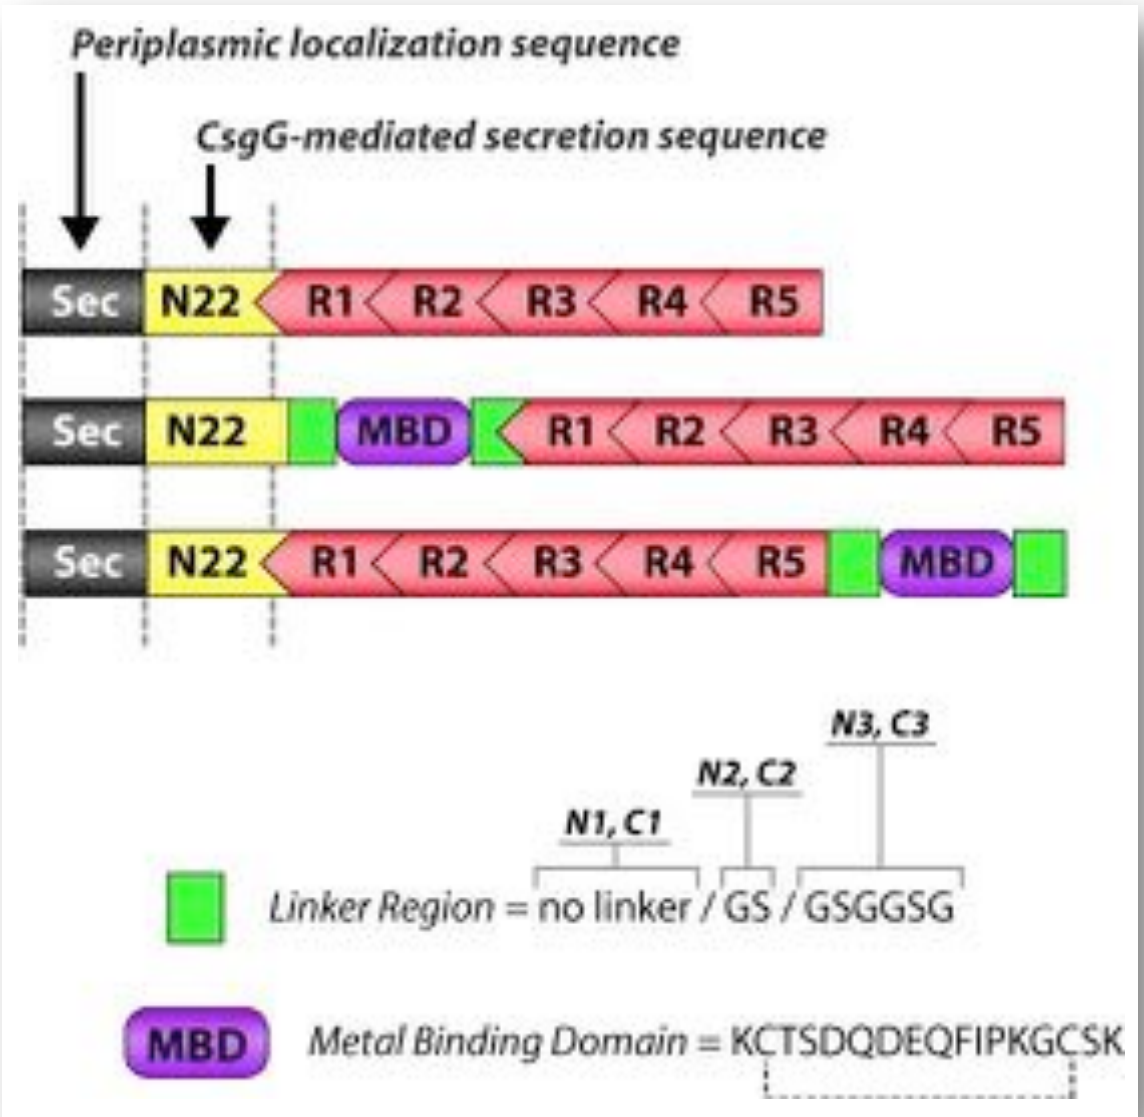 Periplasmic localization sequence
CsgG-mediated secretion sequence
Sec N22 R1 R2 R3 R4 R5
Sec N22 MBD R1 R2 R3 R4 R5
Sec N22 R1 R2 R3 R4 R5 MBD
N3, C3
N2, C2
N1, C1
Linker Region = no linker / GS / GSGGSG
MBD Metal Binding Domain = KCTSDQDEQFIPKGCSK